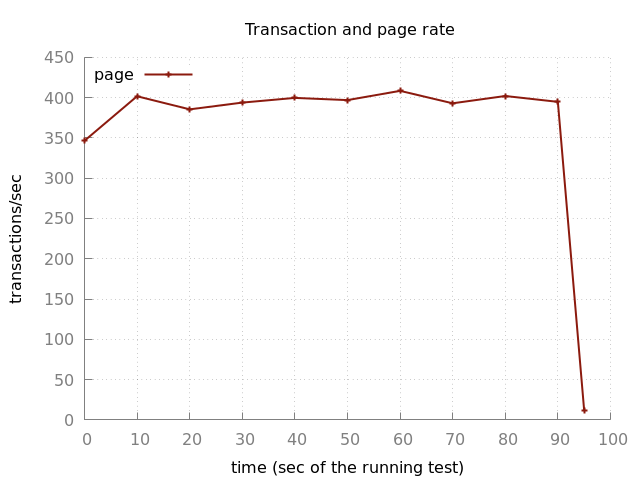 Transaction and page rate
450
page
400
350
300
250
200
150
100
50
0
transactions/sec
0 10 20 30 40 50 60 70 80 90 100
time (sec of the running test)